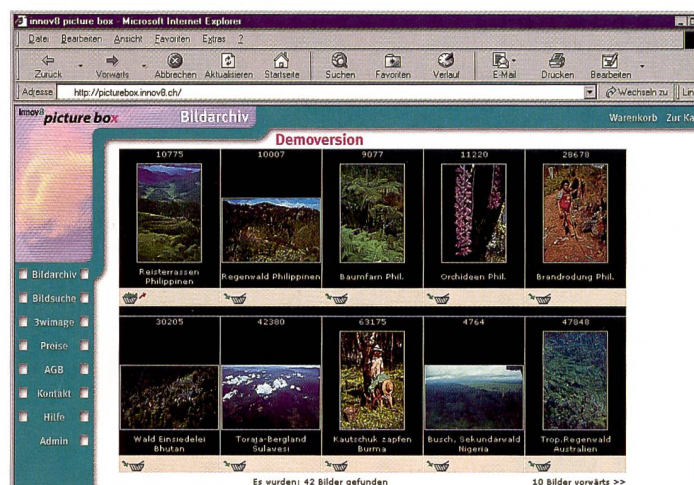 innov8 picture box - Microsoft Internet Explorer
Datei Bearbeiten Ansicht Favoriten Extras ?
Zurück Vorwärts Abbrechen Aktualisieren Startseite Suchen Favoriten Verlauf E-Mail Drucken Bearbeiten
Adresse http://picturebox.innov8.ch/ Wechseln zu Lin
innov8 picture box Bildarchiv Warenkorb Zur Ka
Demoversion
10775 10007 9077 11220 28678
Reisterrassen Philippinen
Regenwald Philippinen
Baumfarn Phil.
Orchideen Phil.
Brandrodung Phil.
Bildarchiv
Bildsuche
3wimage
Preise
AGB
Kontakt
Hilfe
Admin
30205 42380 63175 4764 47848
Wald Einsiedelei
Bhutan
Toraja-Bergland
Sulavesi
Kautschuk zapfen
Burma
Busch, Sekundarwald
Nigeria
Trop.Regenwald
Australien
Es wurden: 42 Bilder gefunden 10 Bilder vorwärts >>